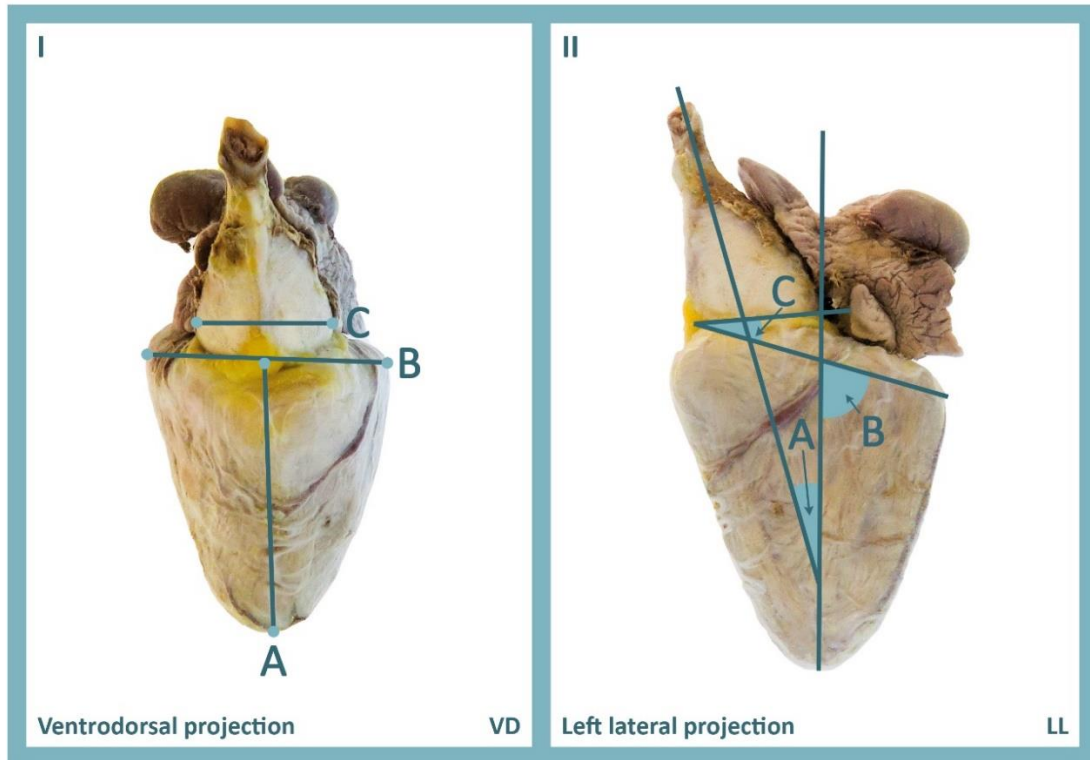 I
C
B
A
Ventrodorsal projection VD
II
C
A
B
Left lateral projection LL